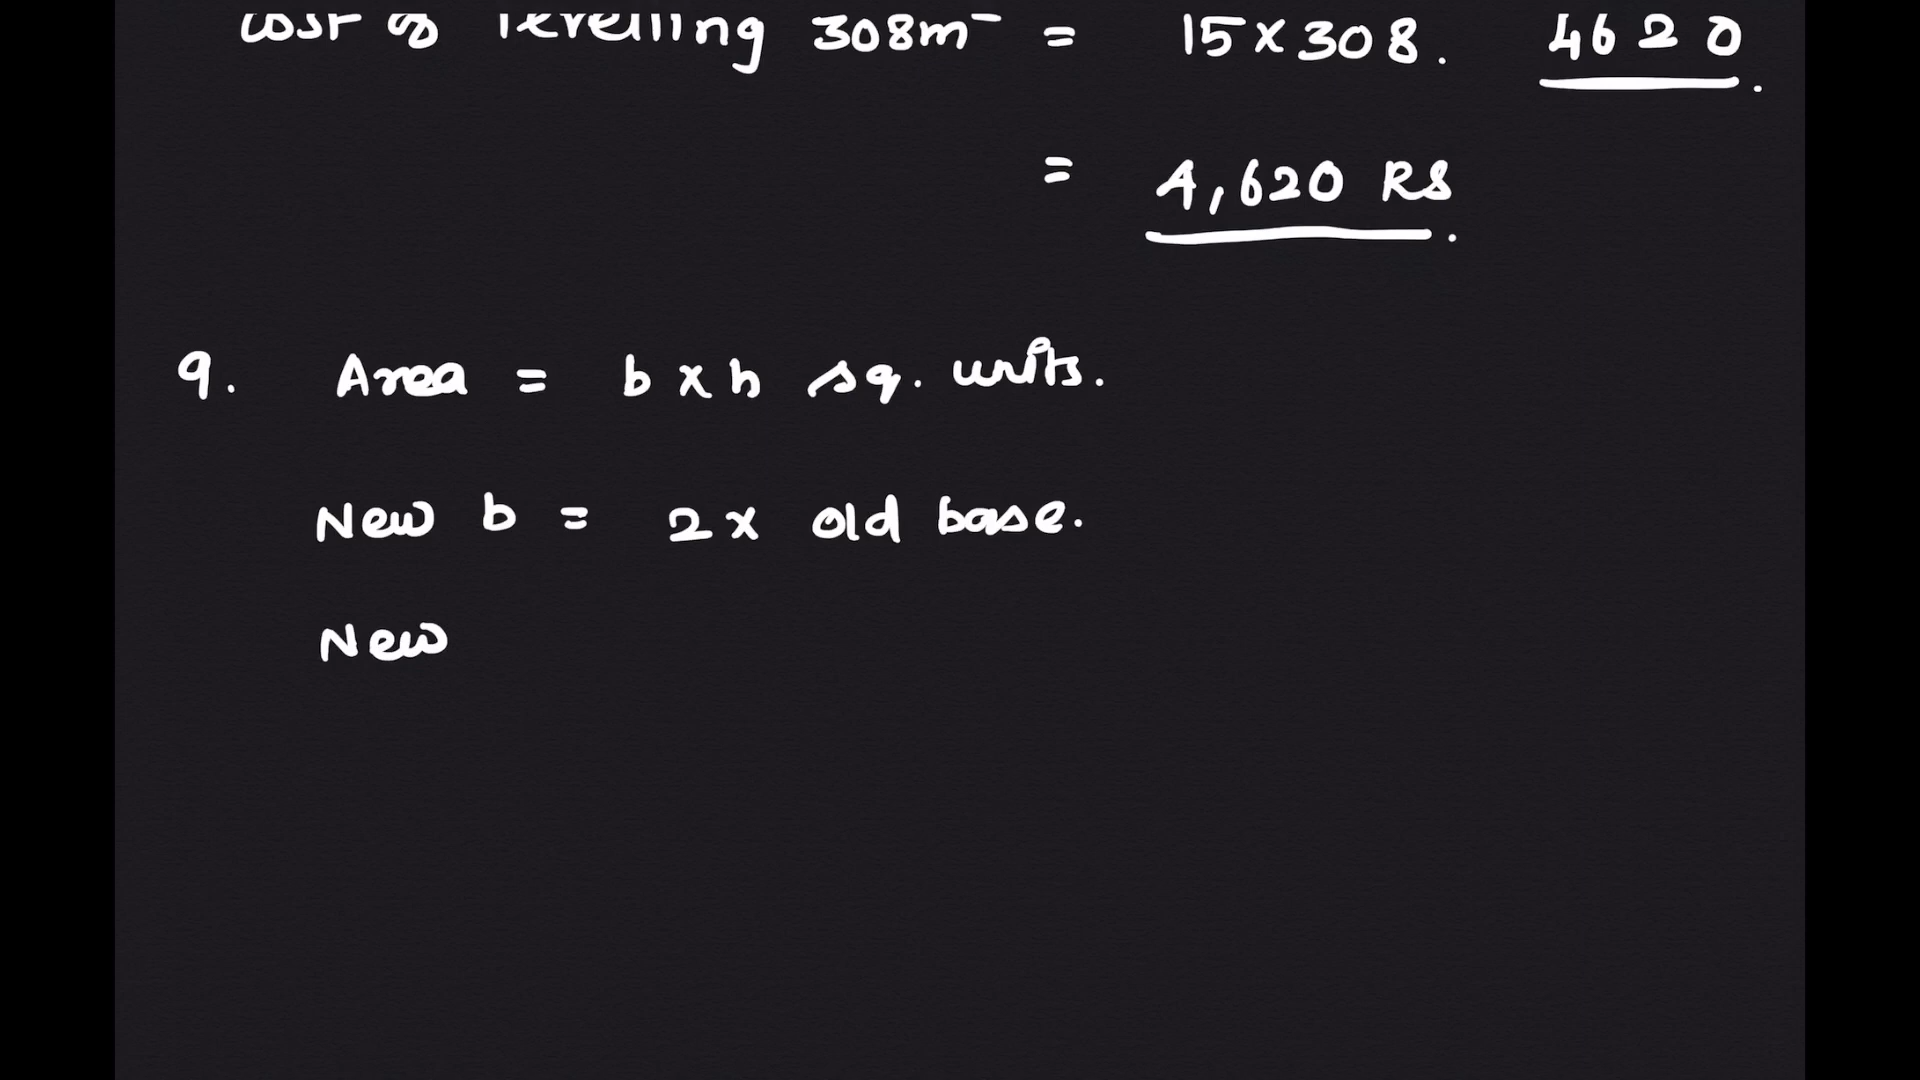 cost of levelling 308m² = 15 x 308. 4620.
= 4,620 RS.
9. Area = b x h sq. units.
New b = 2 x old base.
New